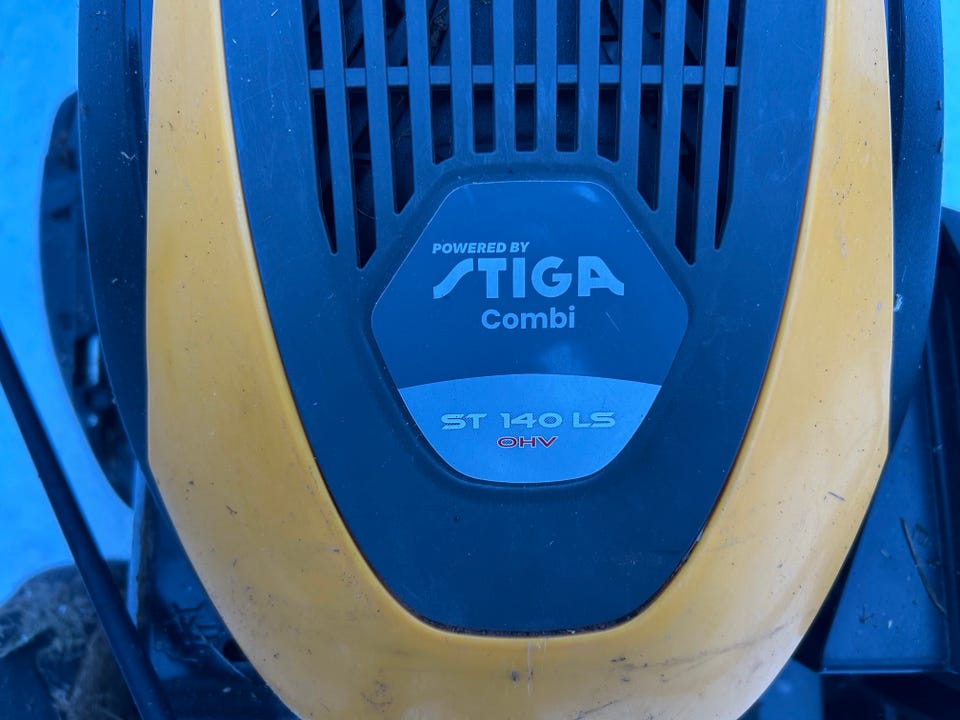 POWERED BY
STIGA
Combi
ST 140 LS
OHV